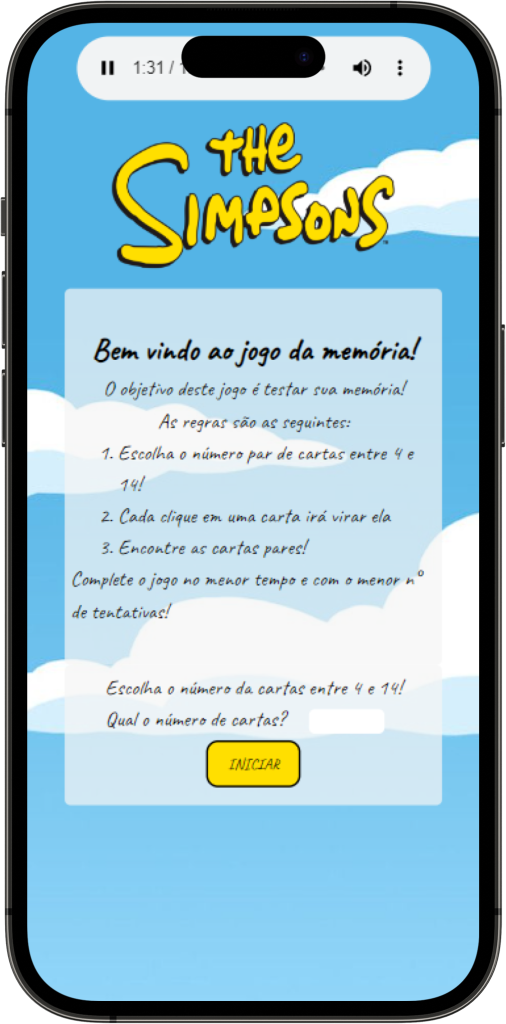 1:31 / 1
THE
SIMPSONS
™
Bem vindo ao jogo da memória!
O objetivo deste jogo é testar sua memória!
As regras são as seguintes:
1. Escolha o número par de cartas entre 4 e
14!
2. Cada clique em uma carta irá virar ela
3. Encontre as cartas pares!
Complete o jogo no menor tempo e com o menor nº
de tentativas!
Escolha o número da cartas entre 4 e 14!
Qual o número de cartas?
INICIAR